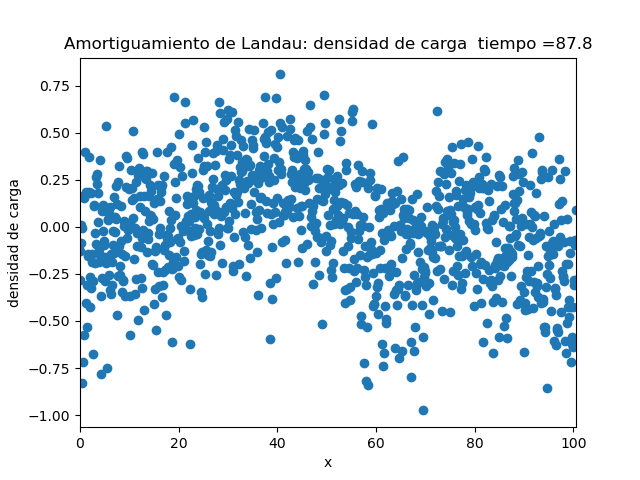 Amortiguamiento de Landau: densidad de carga  tiempo =87.8
0.75
0.50
0.25
0.00
−0.25
−0.50
−0.75
−1.00
densidad de carga
0 20 40 60 80 100
x